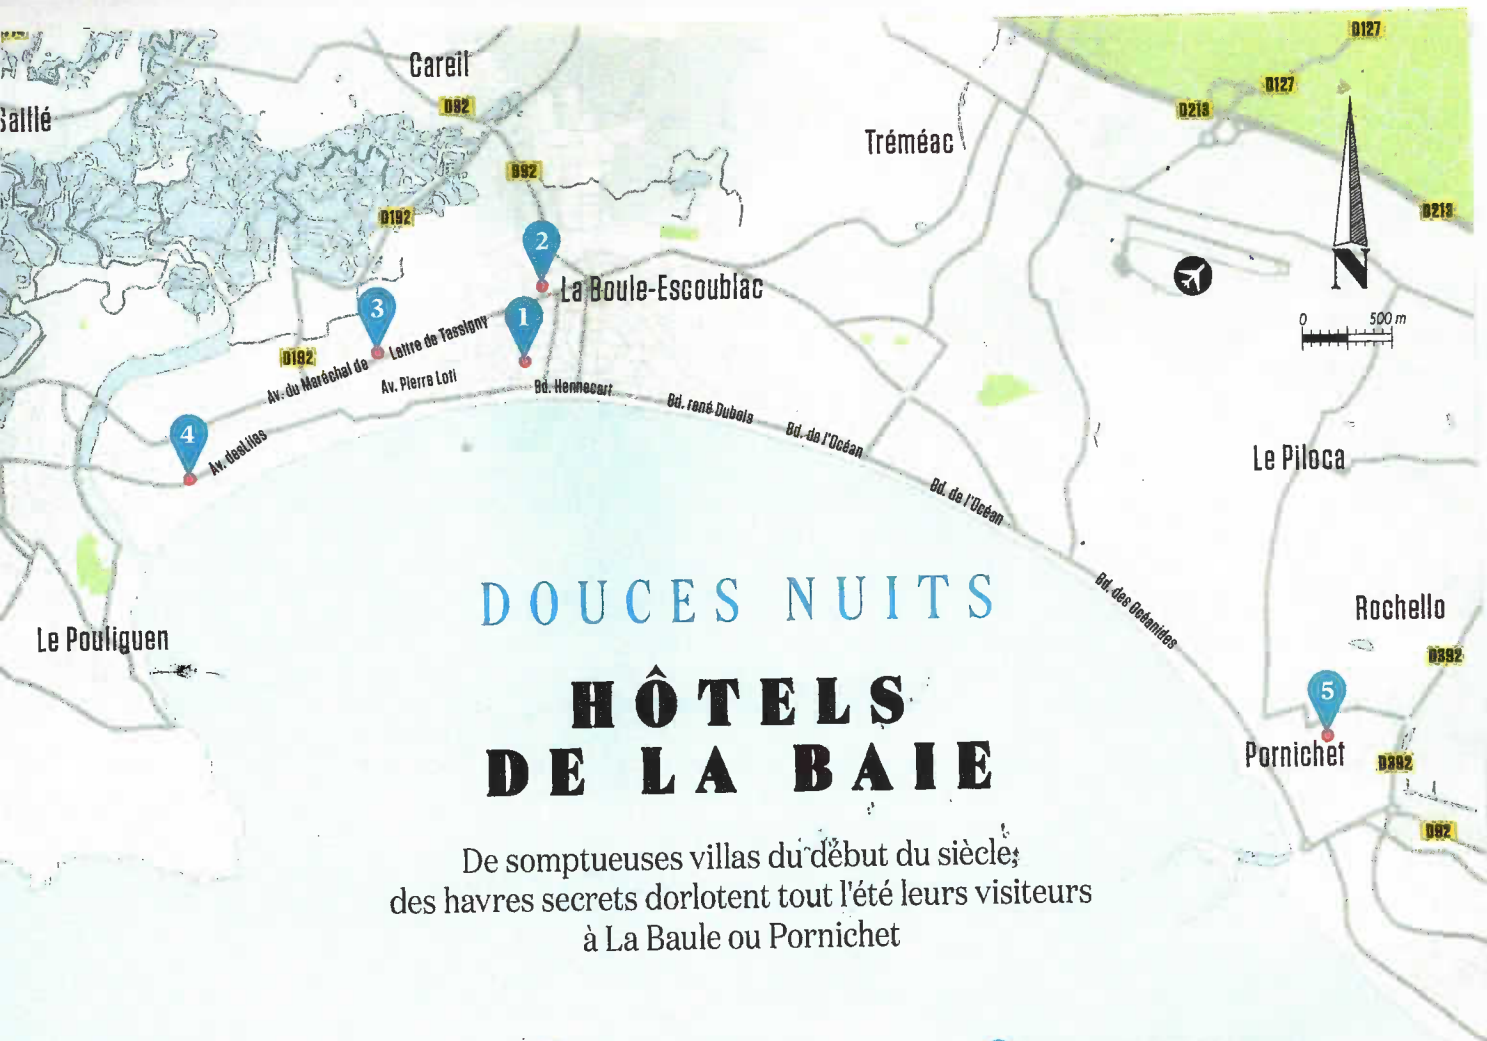 D127
Careil
D127
D92
D213
Saillé
Tréméac
D92
D192
D213
2
N
La Boule-Escoublac
3
1
0 500 m
Lattre de Tassigny
D192
Av. du Maréchal de
Av. Pierre Loti
Bd. Hennecart
Bd. rené Dubois
4
Av. des Lilas
Bd. de l'Océan
Le Piloca
Bd. de l'Océan
DOUCES NUITS
Bd. des Océanides
Rochello
Le Pouliguen
D392
HÔTELS
5
DE LA BAIE
Pornichet
D392
D92
De somptueuses villas du début du siècle,
des havres secrets dorlotent tout l'été leurs visiteurs
à La Baule ou Pornichet